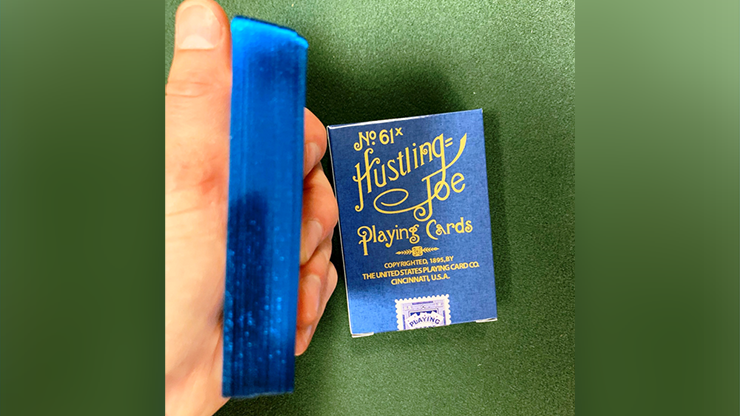 No 61x
Hustling
Joe
Playing Cards
COPYRIGHTED, 1895, BY
THE UNITED STATES PLAYING CARD CO.
CINCINNATI, U.S.A.
PLAYING